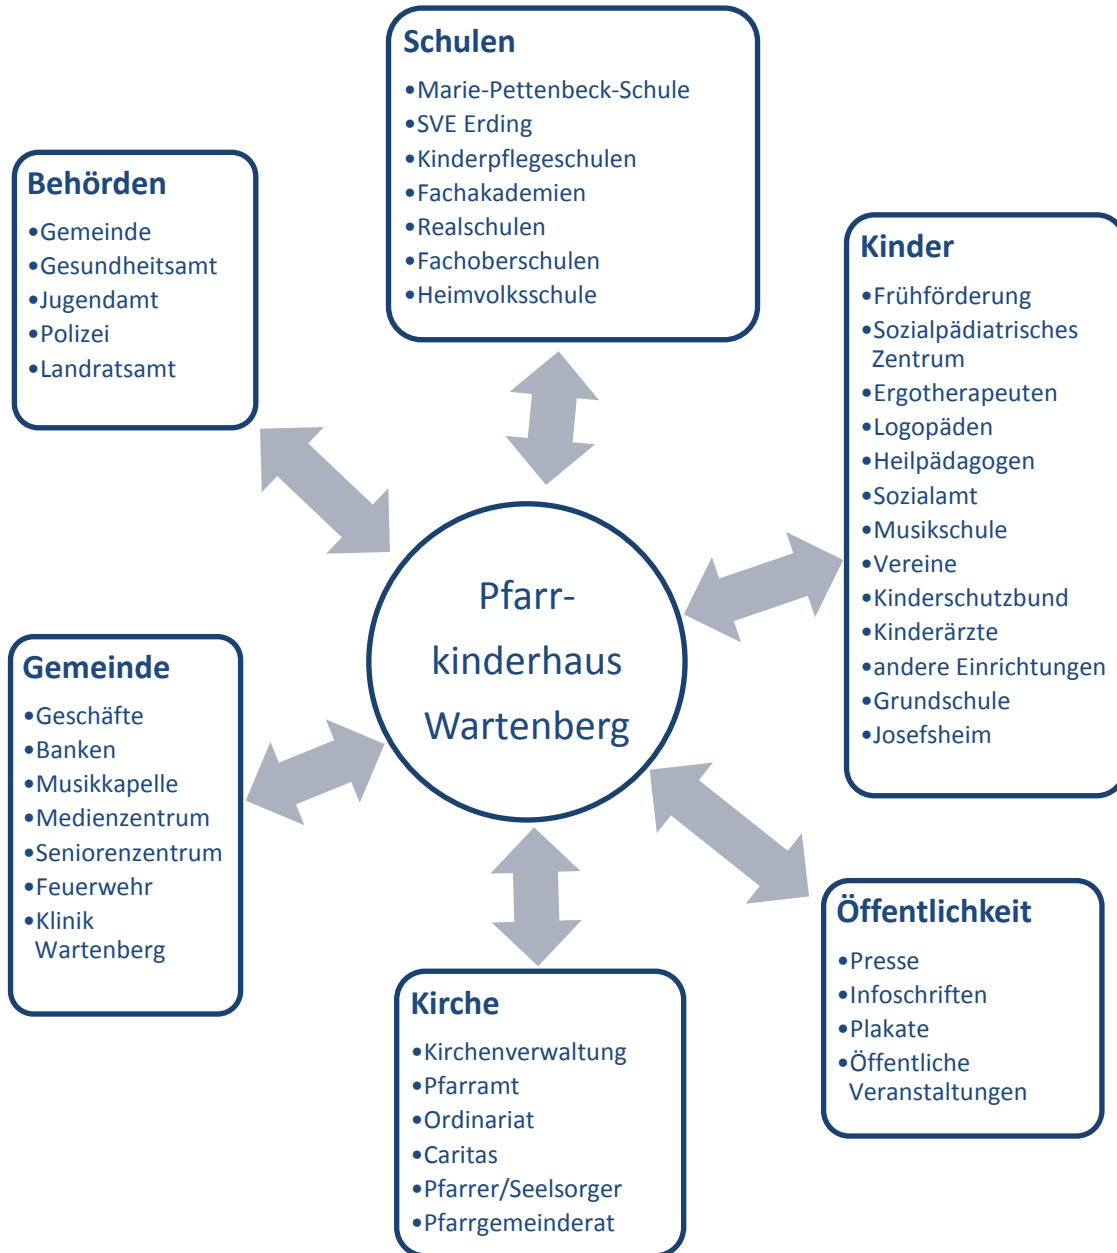 Schulen
•Marie-Pettenbeck-Schule
•SVE Erding
•Kinderpflegeschulen
•Fachakademien
•Realschulen
•Fachoberschulen
•Heimvolksschule
Behörden
•Gemeinde
•Gesundheitsamt
•Jugendamt
•Polizei
•Landratsamt
Kinder
•Frühförderung
•Sozialpädiatrisches
Zentrum
•Ergotherapeuten
•Logopäden
•Heilpädagogen
•Sozialamt
•Musikschule
•Vereine
•Kinderschutzbund
•Kinderärzte
•andere Einrichtungen
•Grundschule
•Josefsheim
Pfarr-
kinderhaus
Wartenberg
Gemeinde
•Geschäfte
•Banken
•Musikkapelle
•Medienzentrum
•Seniorenzentrum
•Feuerwehr
•Klinik
Wartenberg
Öffentlichkeit
•Presse
•Infoschriften
•Plakate
•Öffentliche
Veranstaltungen
Kirche
•Kirchenverwaltung
•Pfarramt
•Ordinariat
•Caritas
•Pfarrer/Seelsorger
•Pfarrgemeinderat